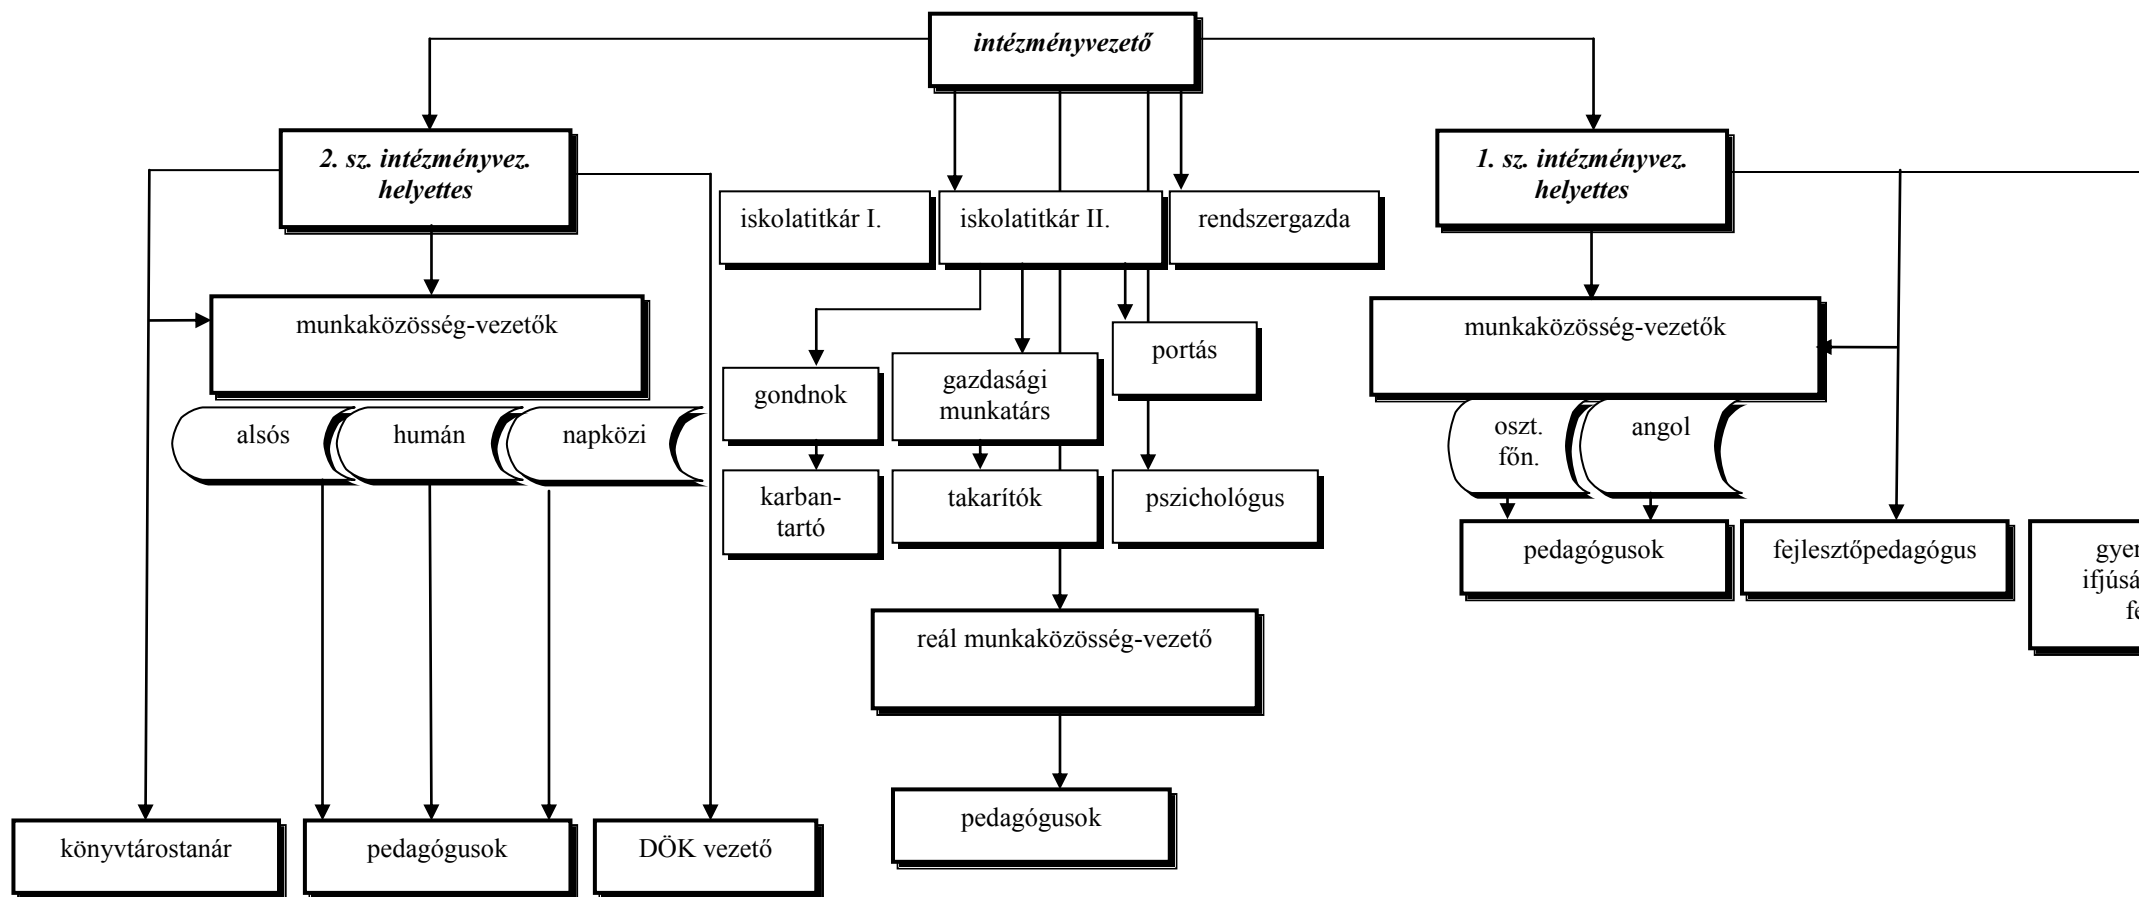 intézményvezető
2. sz. intézményvez.
helyettes
1. sz. intézményvez.
helyettes
iskolatitkár I.
iskolatitkár II.
rendszergazda
munkaközösség-vezetők
munkaközösség-vezetők
portás
gondnok
gazdasági
munkatárs
alsós
humán
napközi
oszt.
főn.
angol
karban-
tartó
takarítók
pszichológus
pedagógusok
fejlesztőpedagógus
reál munkaközösség-vezető
pedagógusok
könyvtárostanár
pedagógusok
DÖK vezető